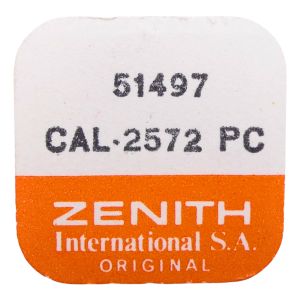 51497
CAL·2572 PC
ZENITH
International S.A.
ORIGINAL